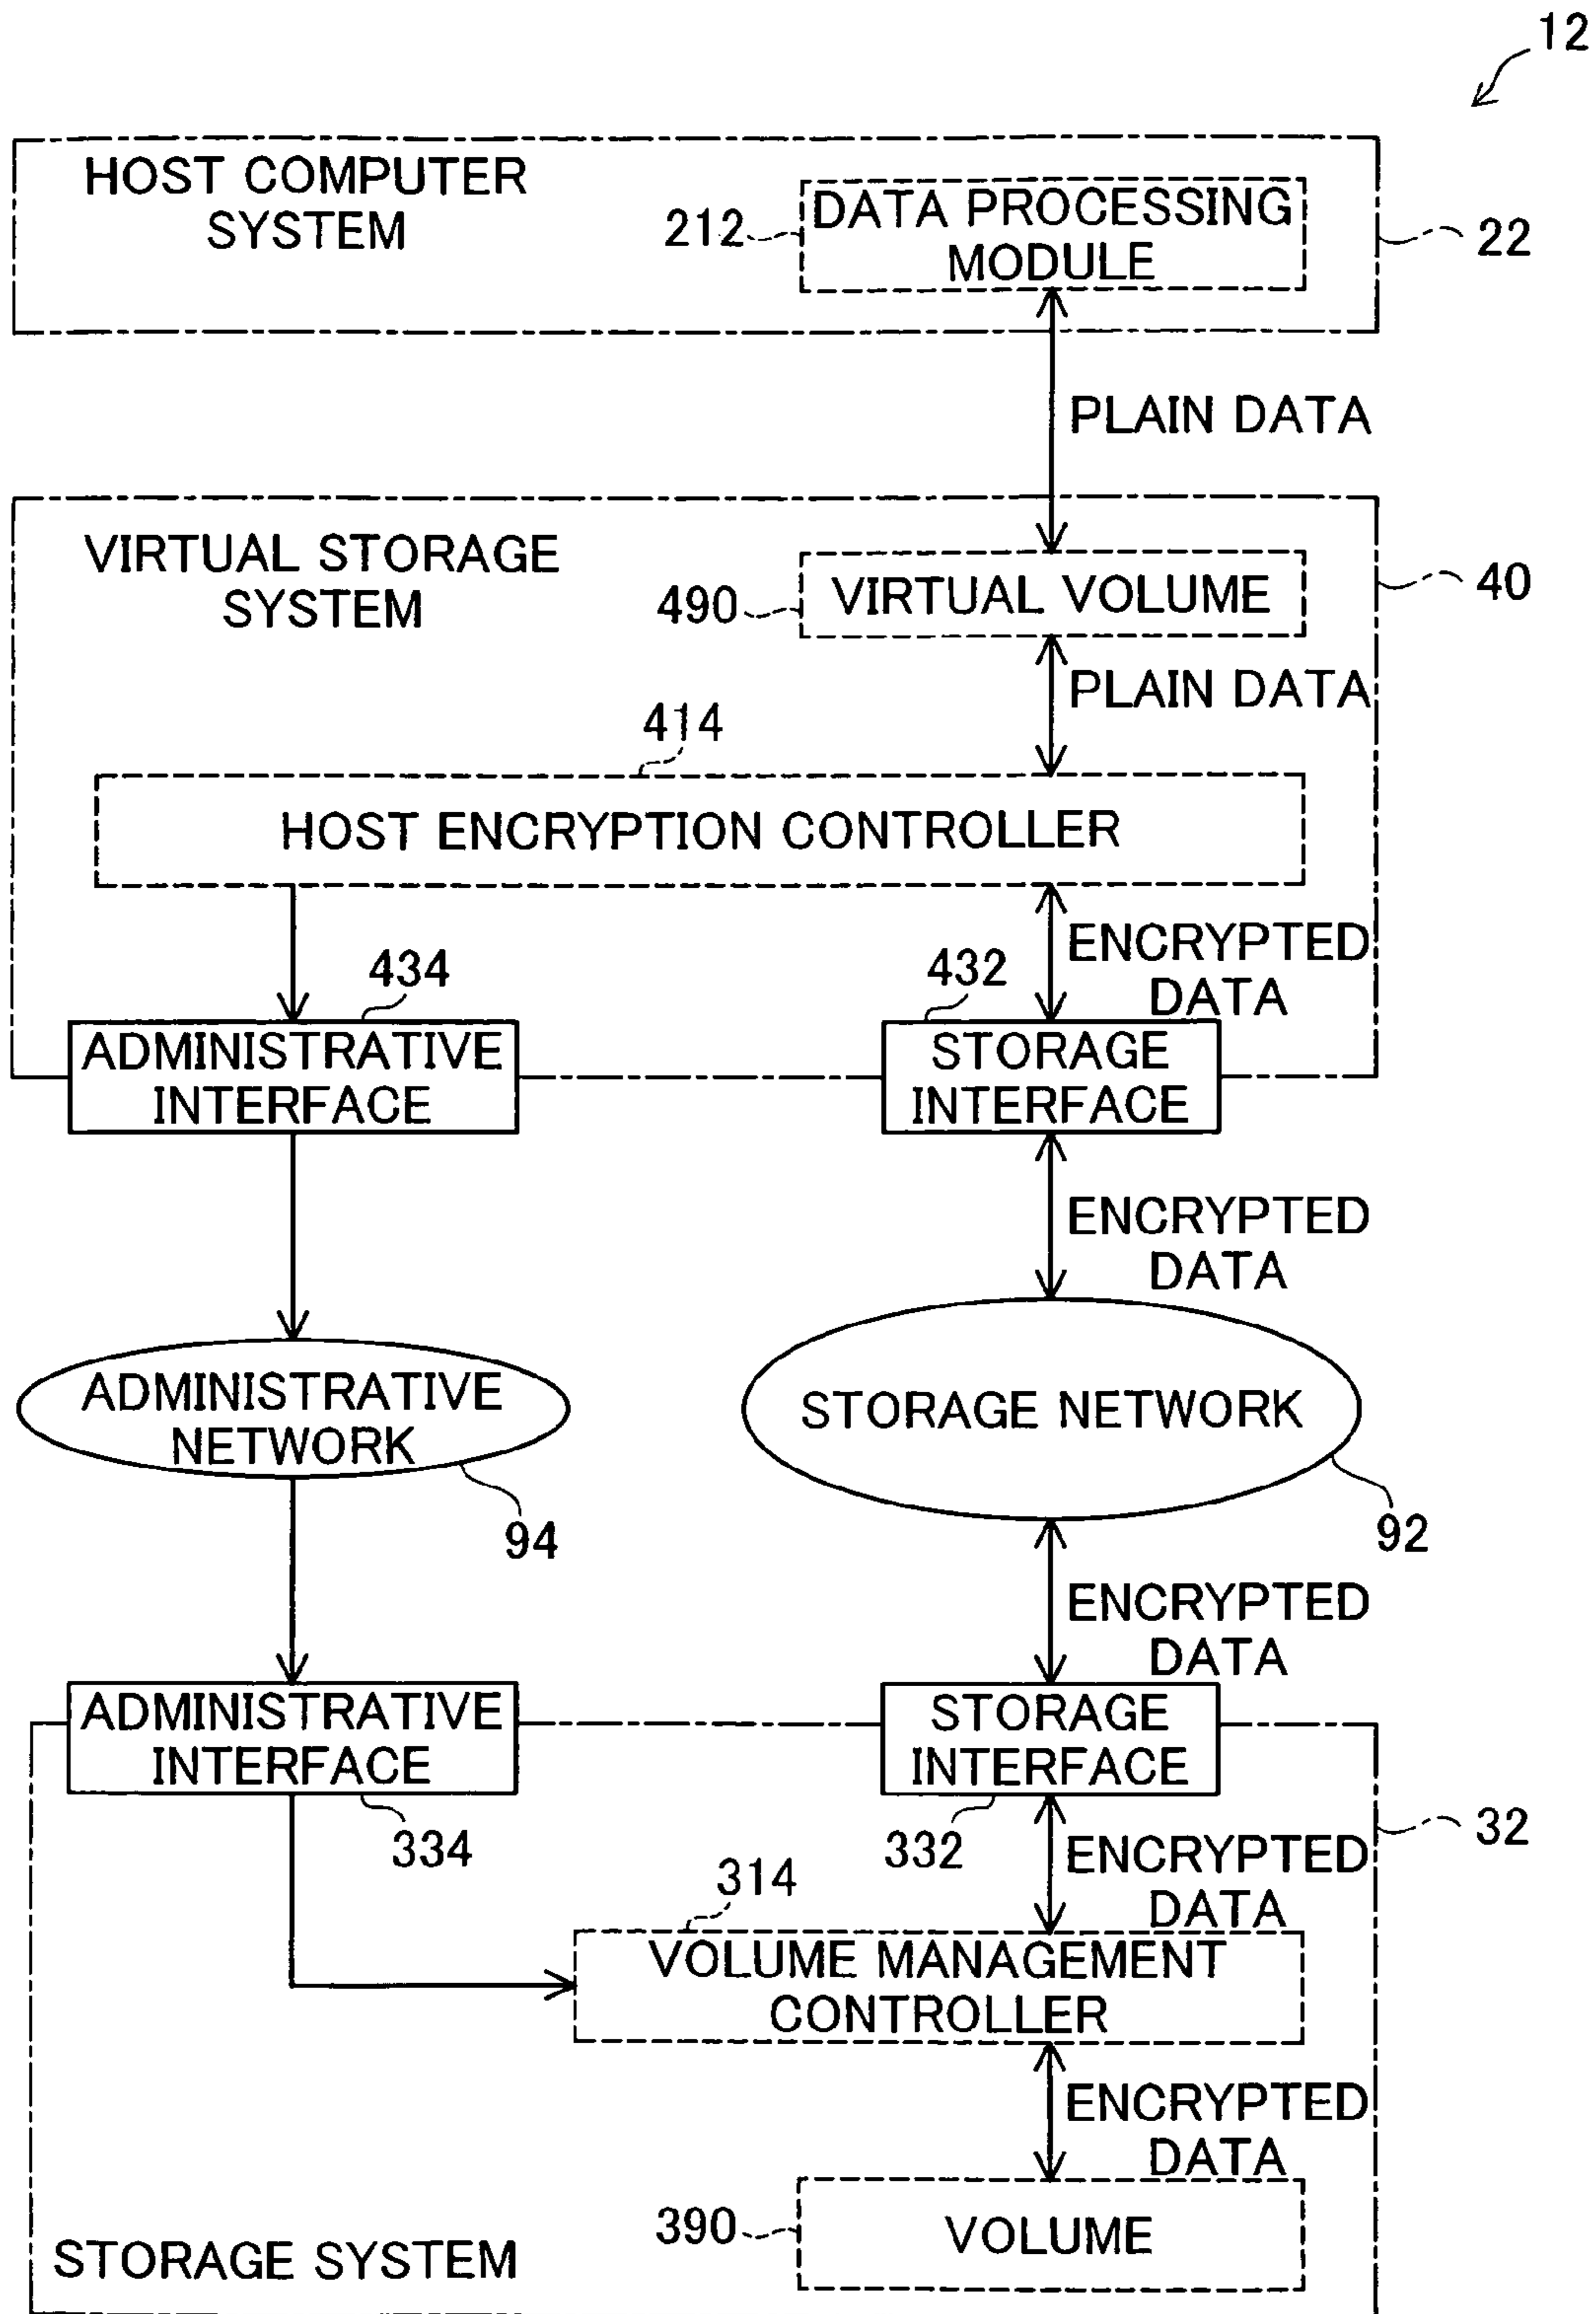 12
HOST COMPUTER
SYSTEM
212
DATA PROCESSING
MODULE
22
PLAIN DATA
VIRTUAL STORAGE
SYSTEM
490
VIRTUAL VOLUME
40
PLAIN DATA
414
HOST ENCRYPTION CONTROLLER
ENCRYPTED
DATA
434
432
ADMINISTRATIVE
INTERFACE
STORAGE
INTERFACE
ENCRYPTED
DATA
ADMINISTRATIVE
NETWORK
STORAGE NETWORK
94
92
ENCRYPTED
DATA
ADMINISTRATIVE
INTERFACE
STORAGE
INTERFACE
334
332
32
ENCRYPTED
DATA
314
VOLUME MANAGEMENT
CONTROLLER
ENCRYPTED
DATA
390
VOLUME
STORAGE SYSTEM